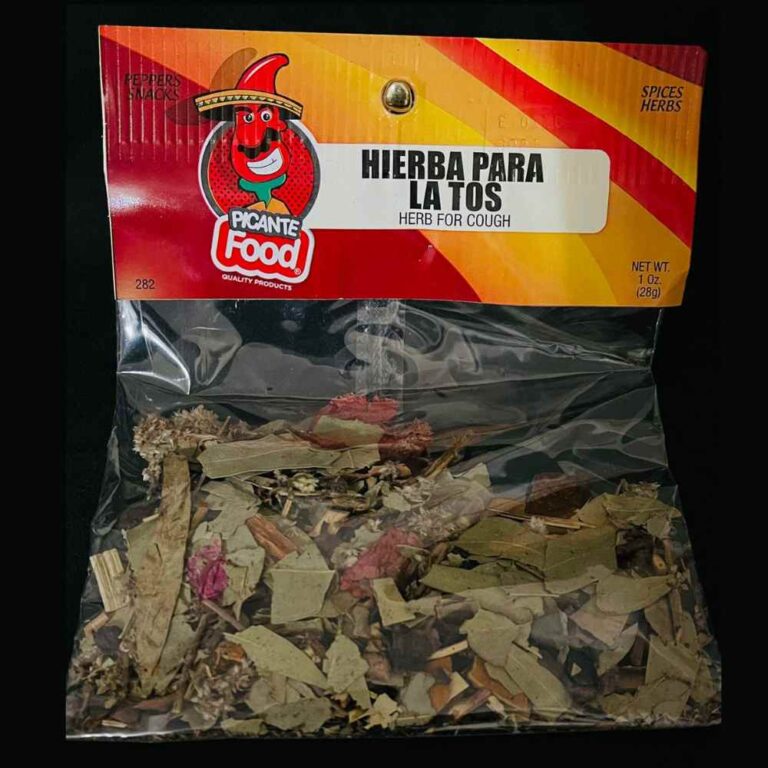 PEPPERS
SNACKS
SPICES
HERBS
HIERBA PARA
LA TOS
HERB FOR COUGH
PICANTE
Food®
QUALITY PRODUCTS
282
NET WT.
1 Oz.
(28g)